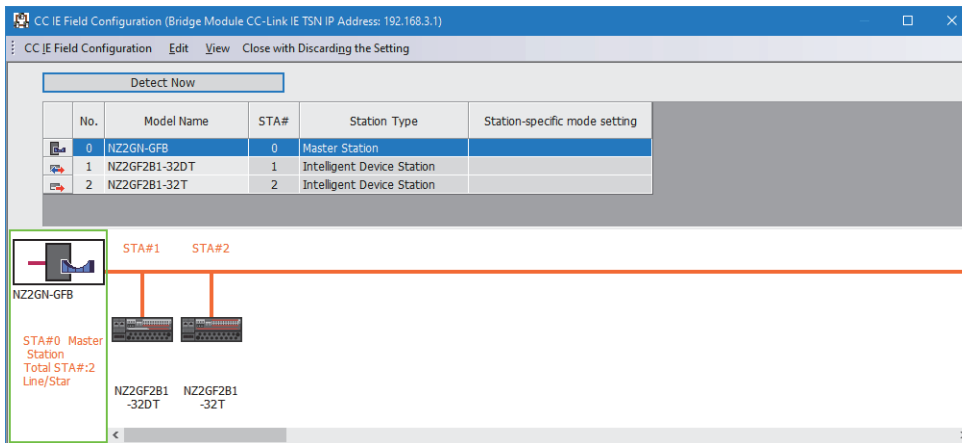 CC IE Field Configuration (Bridge Module CC-Link IE TSN IP Address: 192.168.3.1)
CC IE Field Configuration Edit View Close with Discarding the Setting
Detect Now
No. Model Name STA# Station Type Station-specific mode setting
0 NZ2GN-GFB 0 Master Station
1 NZ2GF2B1-32DT 1 Intelligent Device Station
2 NZ2GF2B1-32T 2 Intelligent Device Station
STA#1 STA#2
NZ2GN-GFB
STA#0 Master
Station
Total STA#:2
Line/Star
NZ2GF2B1 NZ2GF2B1
-32DT -32T